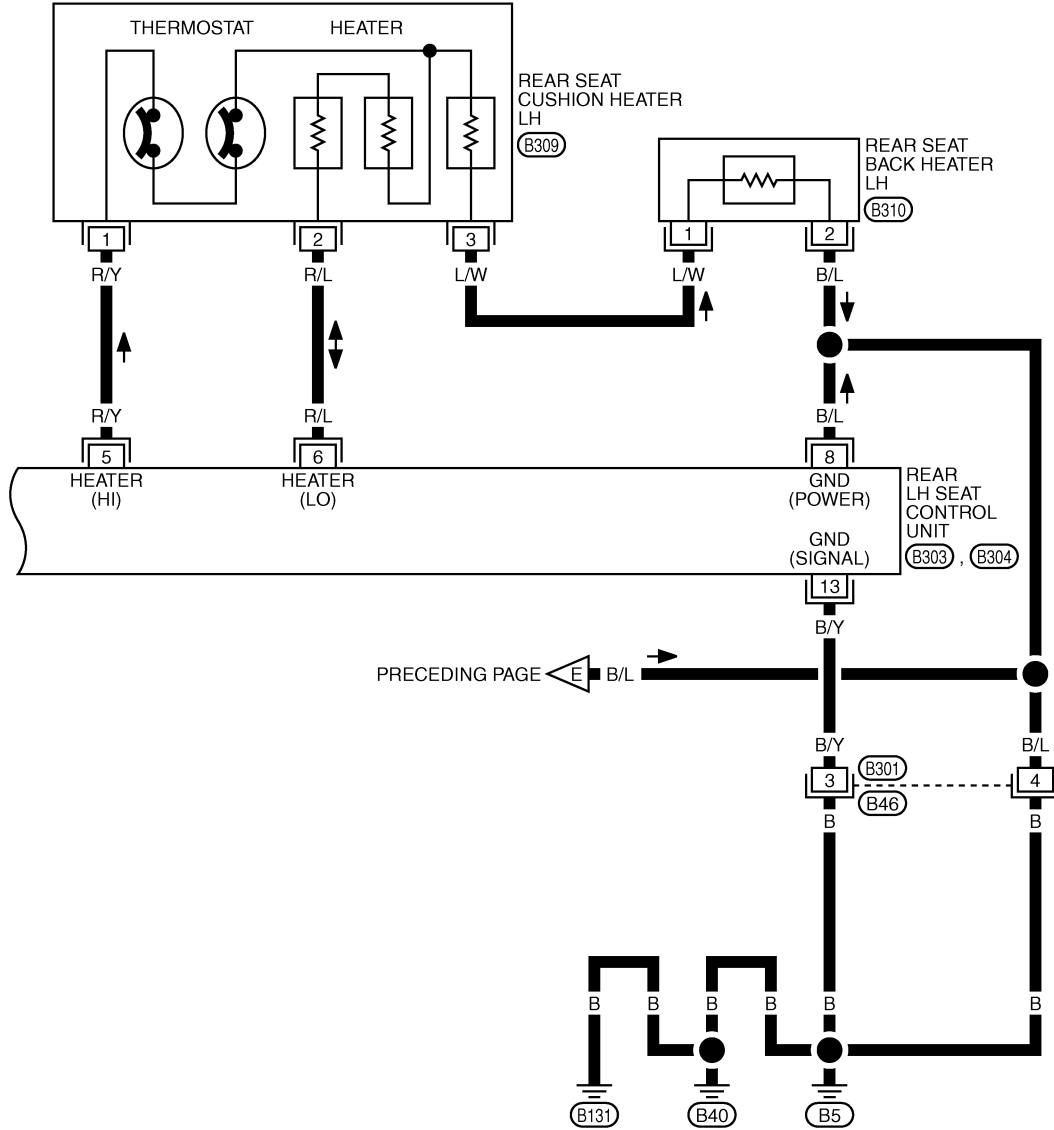 THERMOSTAT
HEATER
REAR SEAT
CUSHION HEATER
LH
B309
REAR SEAT
BACK HEATER
LH
B310
1
2
3
1
2
R/Y
R/L
L/W
L/W
B/L
R/Y
R/L
B/L
5
6
8
HEATER
(HI)
HEATER
(LO)
GND
(POWER)
GND
(SIGNAL)
REAR
LH SEAT
CONTROL
UNIT
B303 , B304
13
B/Y
PRECEDING PAGE E B/L
B/Y
B/L
3
B301
B46
4
B
B
B
B
B
B
B
B
B131
B40
B5